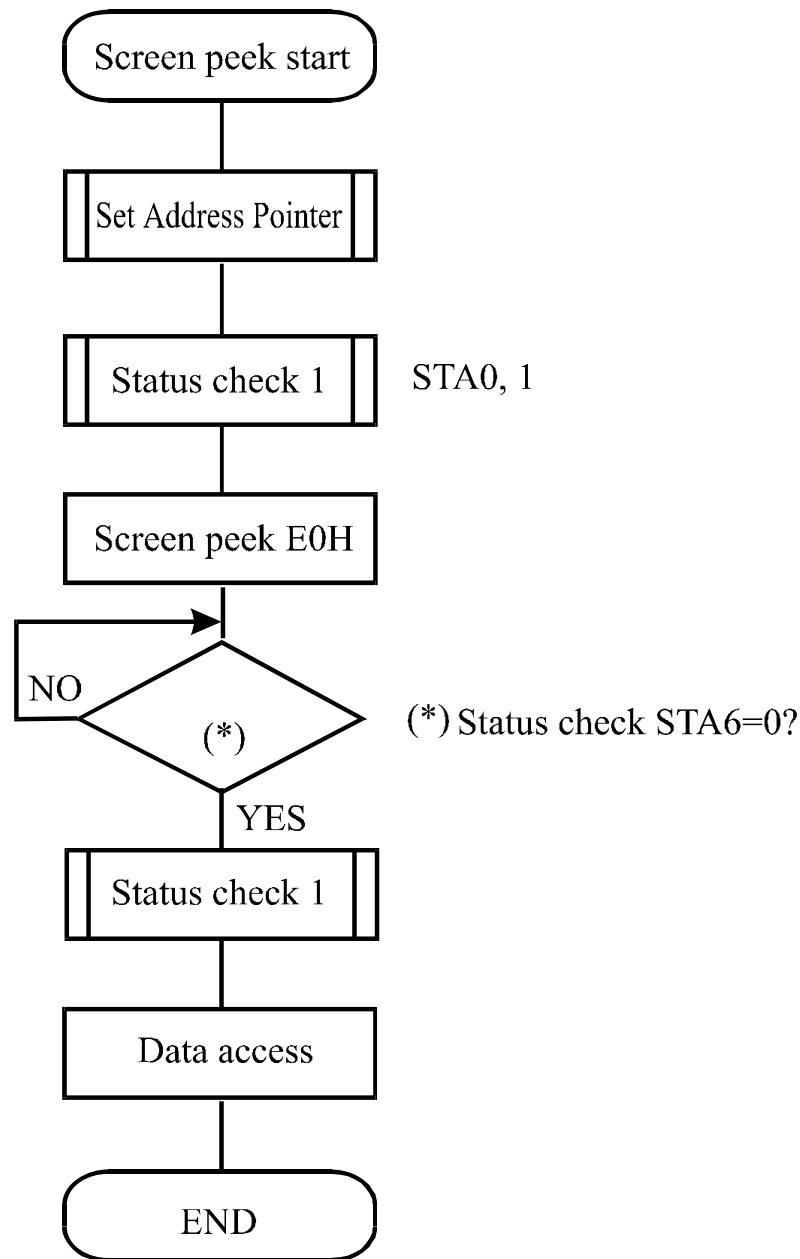 Screen peek start
Set Address Pointer
Status check 1
STA0, 1
Screen peek E0H
NO
(*)
(*) Status check STA6=0?
YES
Status check 1
Data access
END